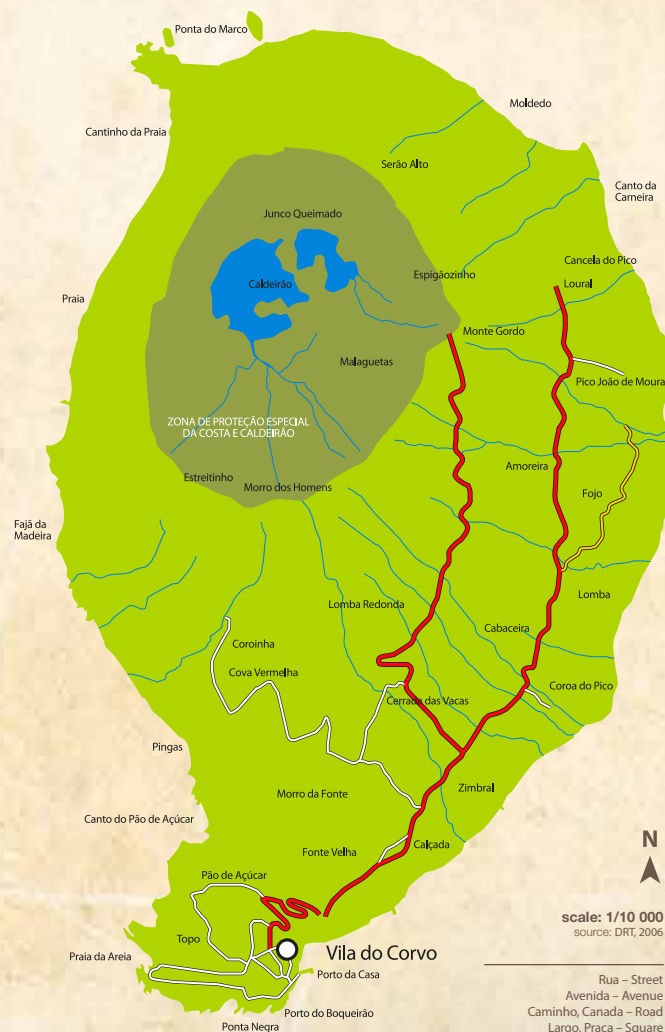 Ponta do Marco
Moldedo
Cantinho da Praia
Serão Alto
Canto da
Carneira
Junco Queimado
Cancela do Pico
Espigãozinho
Loural
Caldeirão
Praia
Monte Gordo
Malaguetas
Pico João de Moura
ZONA DE PROTEÇÃO ESPECIAL
DA COSTA E CALDEIRÃO
Amoreira
Estreitinho
Morro dos Homens
Fojo
Fajã da
Madeira
Lomba
Lomba Redonda
Cabaceira
Coroinha
Cova Vermelha
Coroa do Pico
Cerrada das Vacas
Pingas
Zimbral
Morro da Fonte
Canto do Pão de Açúcar
N
Calçada
Fonte Velha
Pão de Açúcar
scale: 1/10 000
source: DRT, 2006
Topo
Vila do Corvo
Praia da Areia
Porto da Casa
Rua – Street
Avenida – Avenue
Caminho, Canada – Road
Largo, Praça – Square
Porto do Boqueirão
Ponta Negra